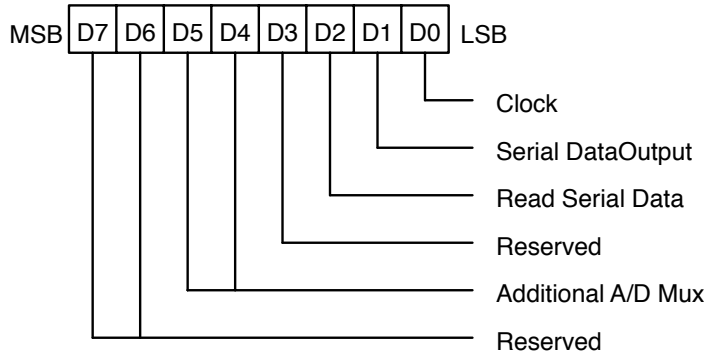 MSB D7 D6 D5 D4 D3 D2 D1 D0 LSB
Clock
Serial DataOutput
Read Serial Data
Reserved
Additional A/D Mux
Reserved